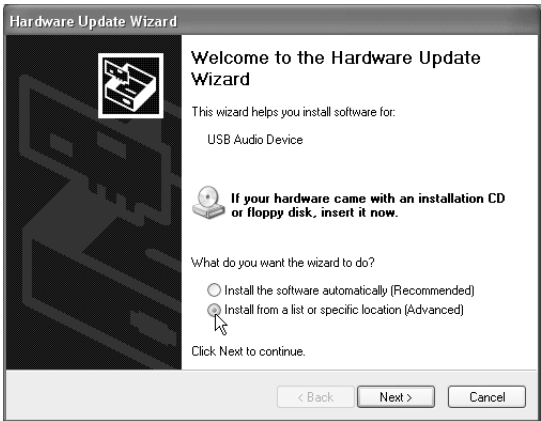 Hardware Update Wizard
Welcome to the Hardware Update
Wizard
This wizard helps you install software for:
USB Audio Device
If your hardware came with an installation CD
or floppy disk, insert it now.
What do you want the wizard to do?
Install the software automatically (Recommended)
Install from a list or specific location (Advanced)
Click Next to continue.
< Back Next > Cancel